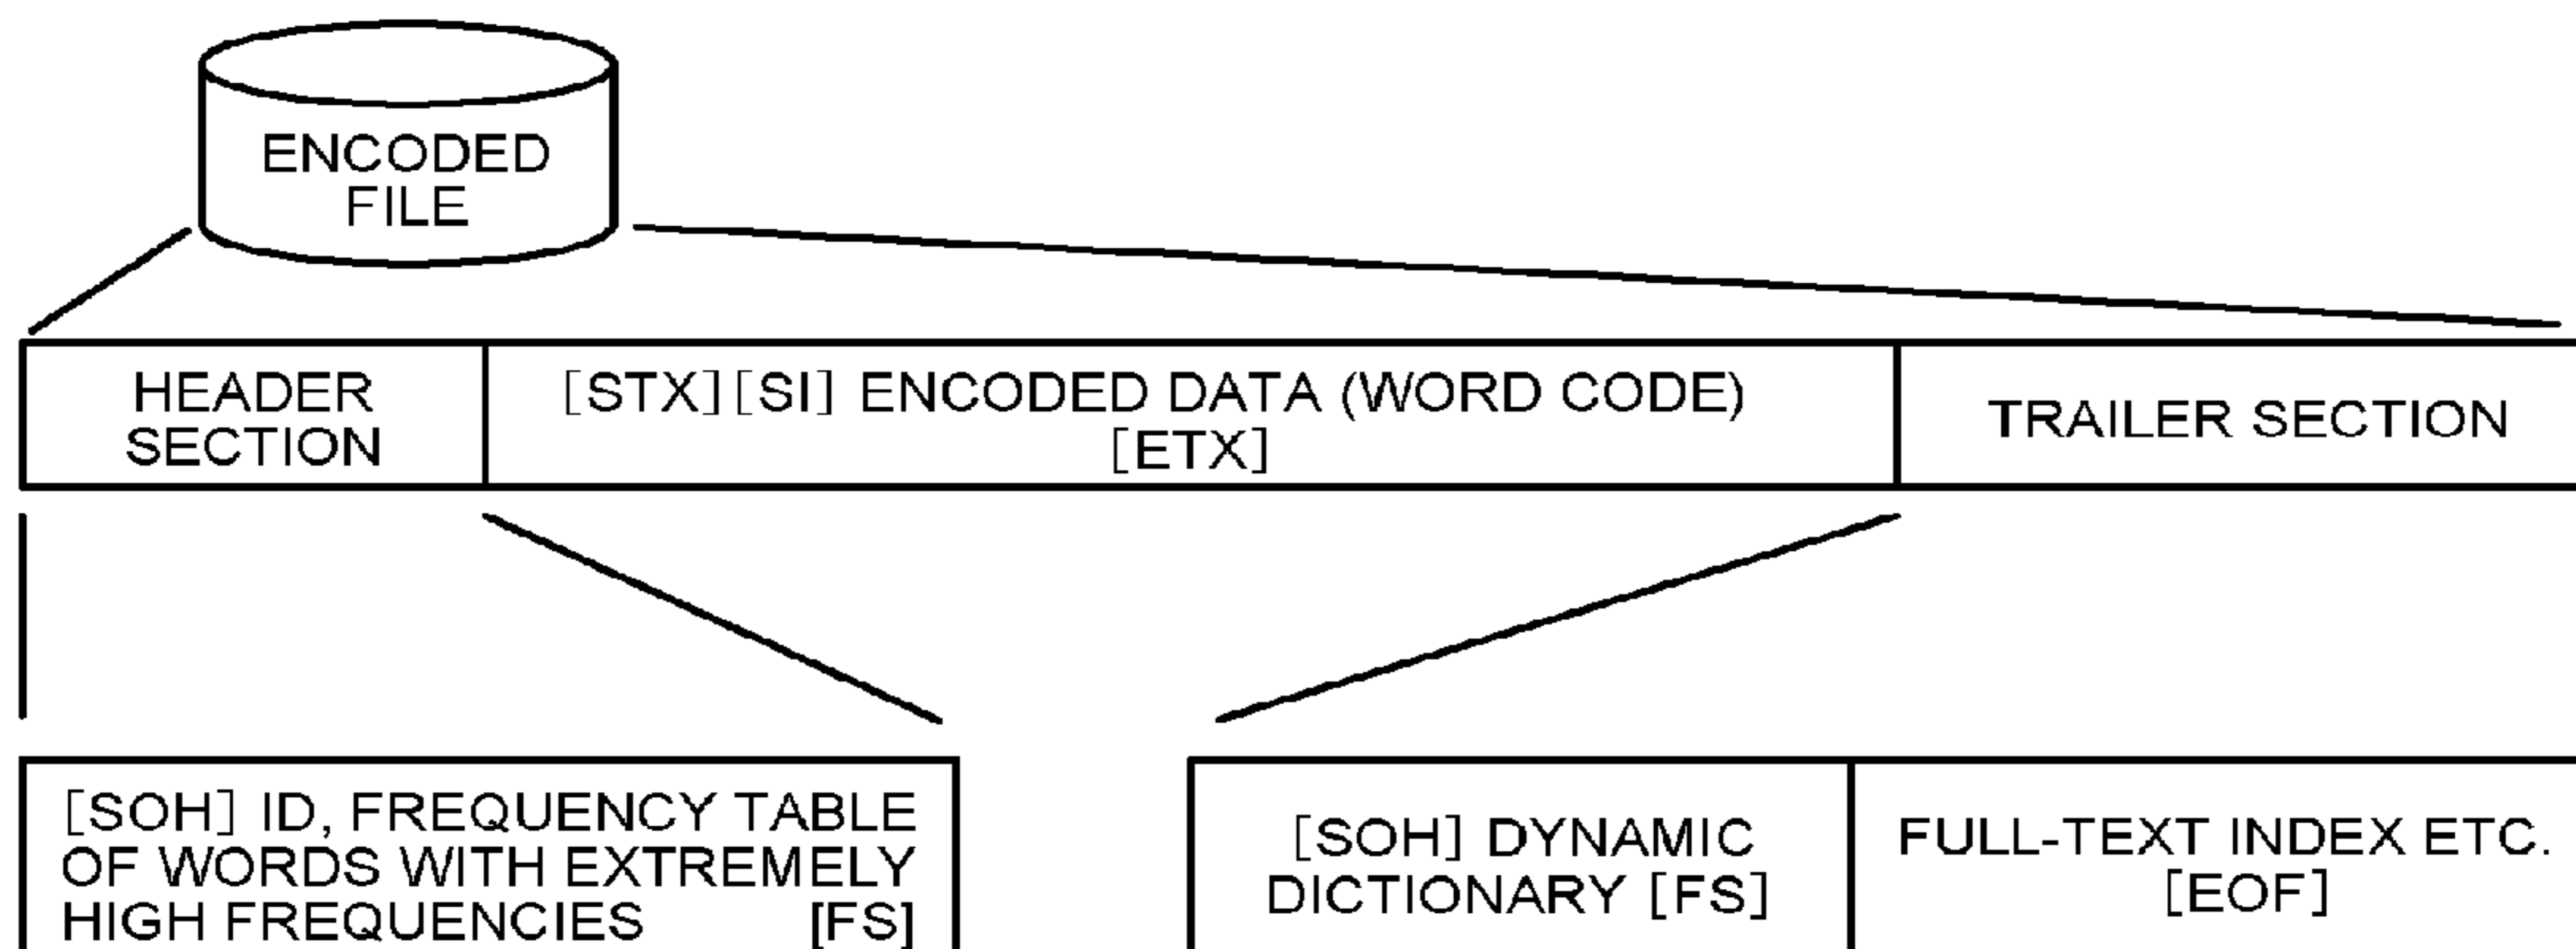 ENCODED
FILE
HEADER
SECTION
[STX][SI] ENCODED DATA (WORD CODE)
[ETX]
TRAILER SECTION
[SOH] ID, FREQUENCY TABLE
OF WORDS WITH EXTREMELY
HIGH FREQUENCIES [FS]
[SOH] DYNAMIC
DICTIONARY [FS]
FULL-TEXT INDEX ETC.
[EOF]